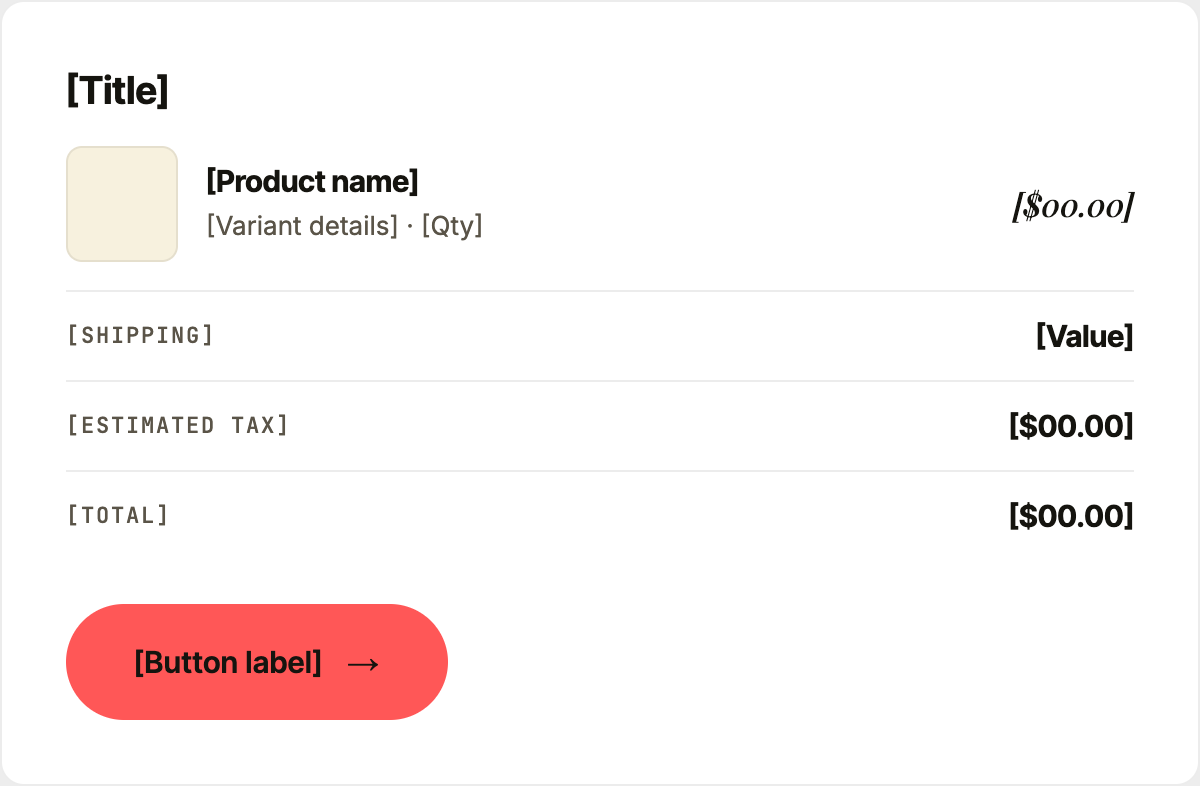 [Title]
[Product name]
[Variant details] · [Qty]
[$00.00]
[SHIPPING]
[Value]
[ESTIMATED TAX]
[$00.00]
[TOTAL]
[$00.00]
[Button label] →